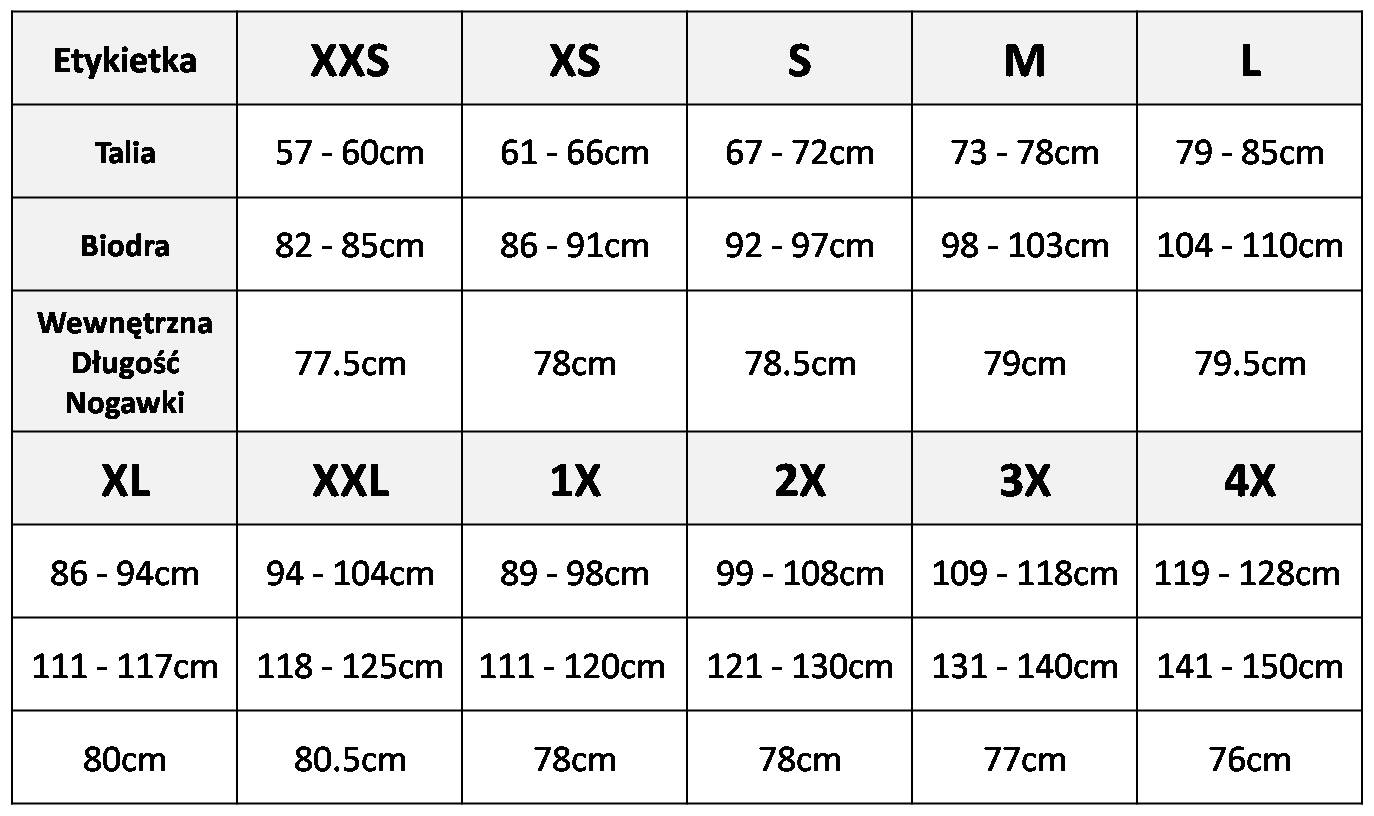 Etykietka XXS XS S M L
Talia 57 - 60cm 61 - 66cm 67 - 72cm 73 - 78cm 79 - 85cm
Biodra 82 - 85cm 86 - 91cm 92 - 97cm 98 - 103cm 104 - 110cm
Wewnętrzna
Długość
Nogawki
77.5cm 78cm 78.5cm 79cm 79.5cm
XL XXL 1X 2X 3X 4X
86 - 94cm 94 - 104cm 89 - 98cm 99 - 108cm 109 - 118cm 119 - 128cm
111 - 117cm 118 - 125cm 111 - 120cm 121 - 130cm 131 - 140cm 141 - 150cm
80cm 80.5cm 78cm 78cm 77cm 76cm